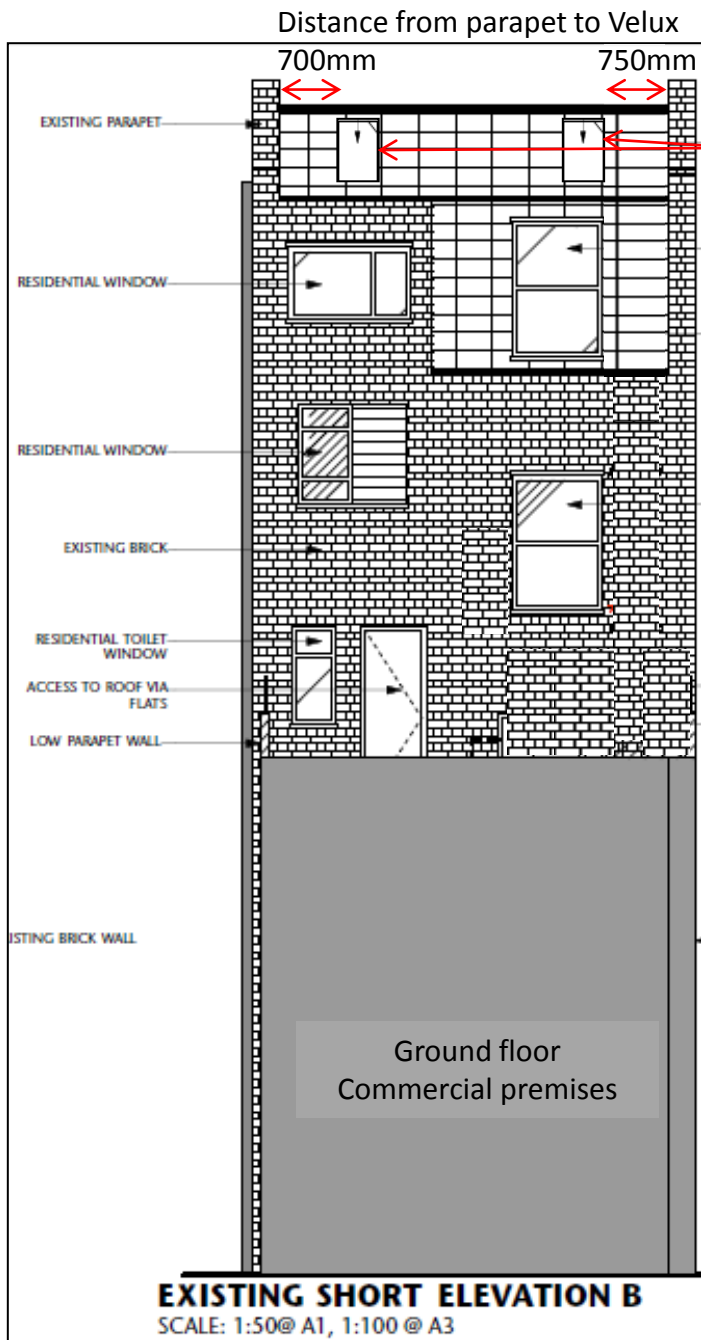 Distance from parapet to Velux
700mm
750mm
EXISTING PARAPET
RESIDENTIAL WINDOW
RESIDENTIAL WINDOW
EXISTING BRICK
RESIDENTIAL TOILET
WINDOW
ACCESS TO ROOF VIA
FLATS
LOW PARAPET WALL
ISTING BRICK WALL
Ground floor
Commercial premises
EXISTING SHORT ELEVATION B
SCALE: 1:50@ A1, 1:100 @ A3